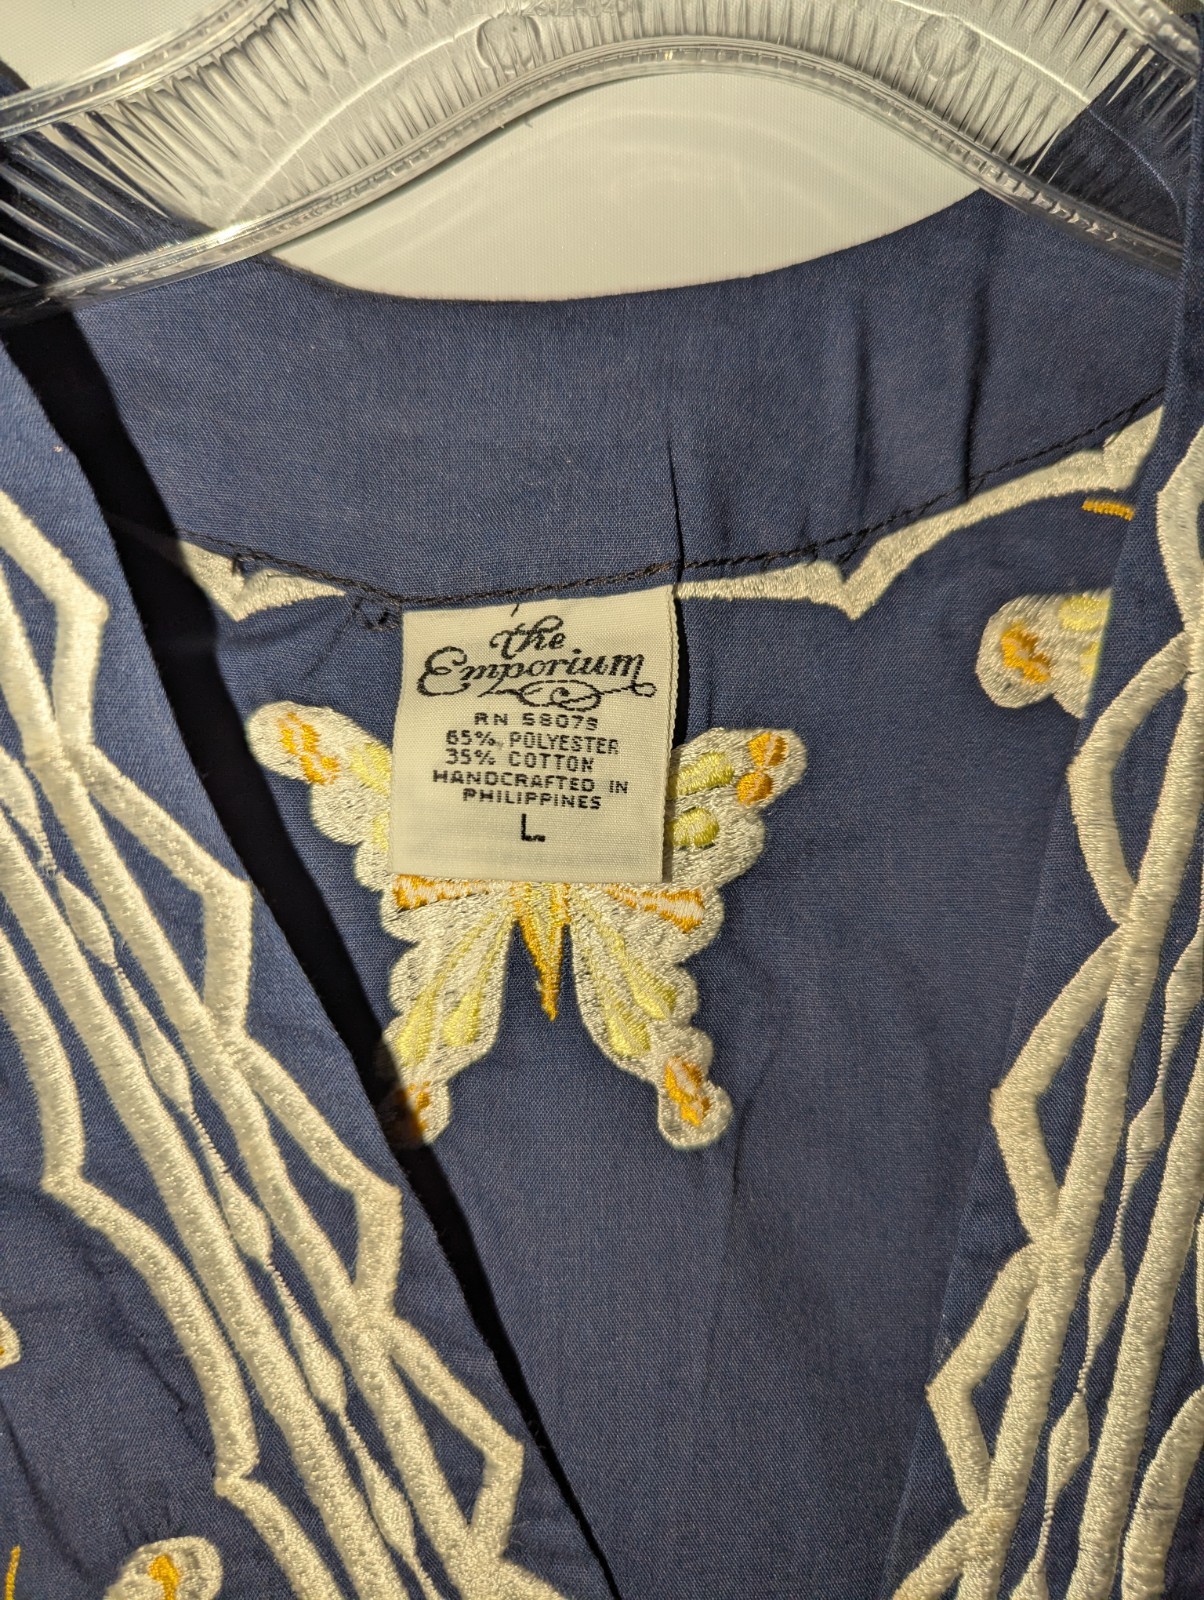 the
Emporium
RN 58079
65% POLYESTER
35% COTTON
HANDCRAFTED IN
PHILIPPINES
L